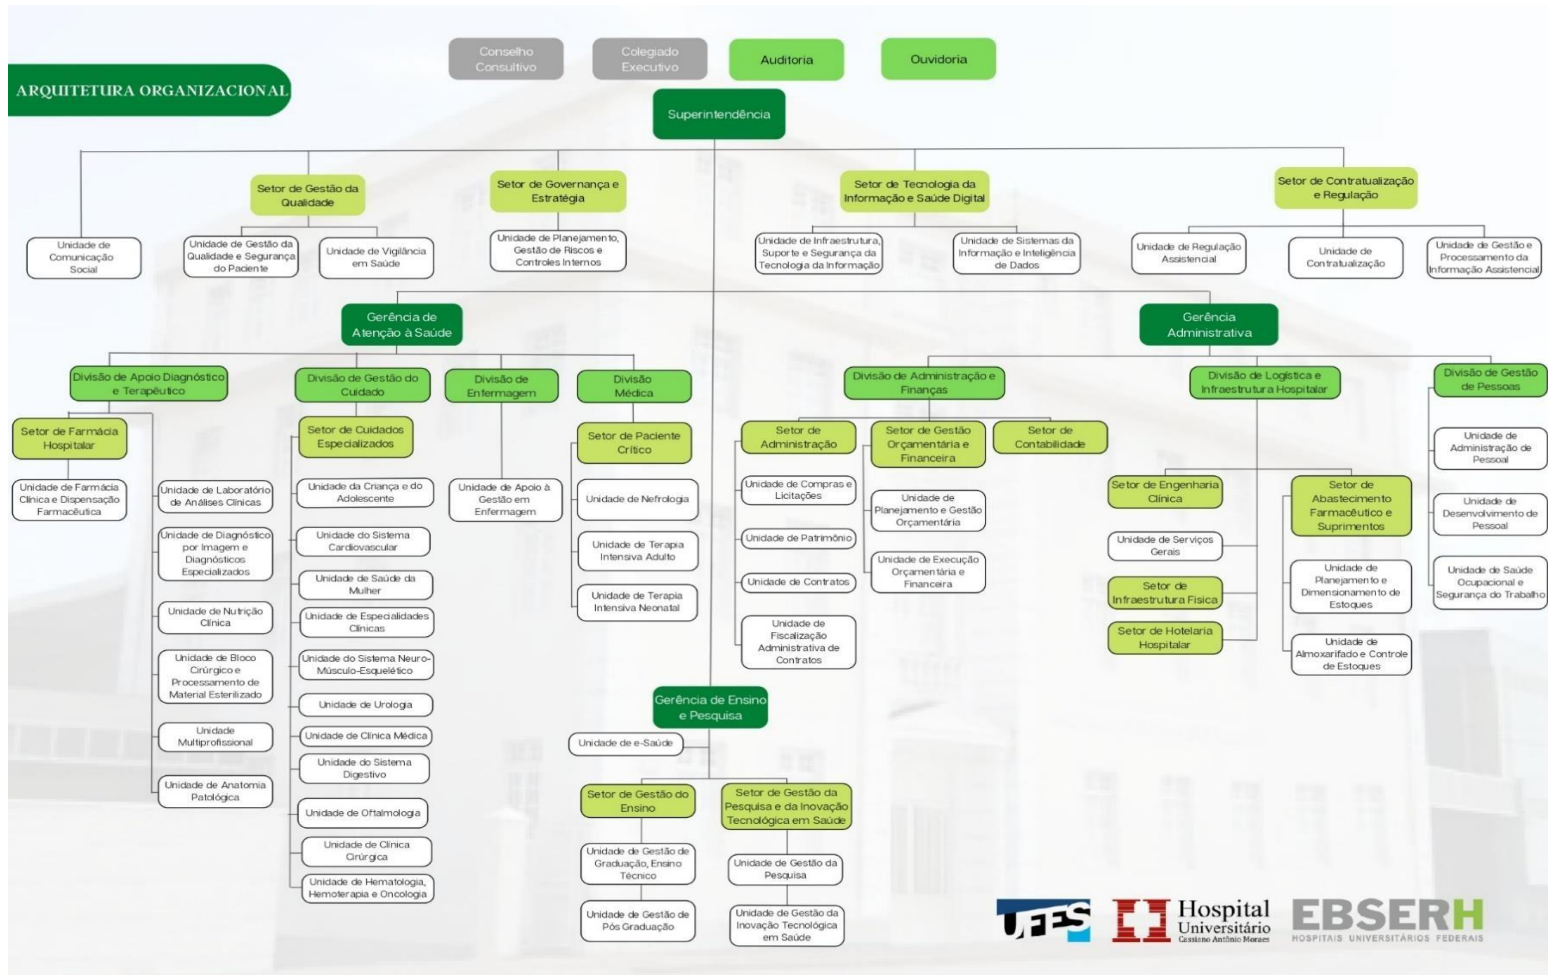 Conselho
Consultivo
Colegiado
Executivo
Auditoria
Ouvidoria
ARQUITETURA ORGANIZACIONAL
Superintendência
Setor de Gestão da
Qualidade
Setor de Governança e
Estratégia
Setor de Tecnologia da
Informação e Saúde Digital
Setor de Contratualização
e Regulação
Unidade de
Comunicação
Social
Unidade de Gestão da
Qualidade e Segurança
do Paciente
Unidade de Vigilância
em Saúde
Unidade de Planejamento,
Gestão de Riscos e
Controles Internos
Unidade de Infraestrutura,
Suporte e Segurança da
Tecnologia da Informação
Unidade de Sistemas da
Informação e Inteligência
de Dados
Unidade de Regulação
Assistencial
Unidade de
Contratualização
Unidade de Gestão e
Processamento da
Informação Assistencial
Gerência de
Atenção à Saúde
Gerência
Administrativa
Divisão de Apoio Diagnóstico
e Terapêutico
Divisão de Gestão do
Cuidado
Divisão de
Enfermagem
Divisão
Médica
Divisão de Administração e
Finanças
Divisão de Logística e
Infraestrutura Hospitalar
Divisão de Gestão
de Pessoas
Setor de Farmácia
Hospitalar
Unidade de Farmácia
Clínica e Dispensação
Farmacêutica
Unidade de Laboratório
de Análises Clínicas
Unidade de Diagnóstico
por Imagem e
Diagnósticos
Especializados
Unidade de Nutrição
Clínica
Unidade de Bloco
Cirúrgico e
Processamento de
Material Esterilizado
Unidade
Multiprofissional
Unidade de Anatomia
Patológica
Setor de Cuidados
Especializados
Unidade da Criança e do
Adolescente
Unidade do Sistema
Cardiovascular
Unidade de Saúde da
Mulher
Unidade de Especialidades
Clínicas
Unidade do Sistema Neuro-
Músculo-Esquelético
Unidade de Urologia
Unidade de Clínica Médica
Unidade do Sistema
Digestivo
Unidade de Oftalmologia
Unidade de Clínica
Cirúrgica
Unidade de Hematologia,
Hemoterapia e Oncologia
Unidade de Apoio à
Gestão em
Enfermagem
Setor de Paciente
Crítico
Unidade de Nefrologia
Unidade de Terapia
Intensiva Adulto
Unidade de Terapia
Intensiva Neonatal
Setor de
Administração
Unidade de Compras e
Licitações
Unidade de Patrimônio
Unidade de Contratos
Unidade de
Fiscalização
Administrativa de
Contratos
Setor de Gestão
Orçamentária e
Financeira
Unidade de
Planejamento e Gestão
Orçamentária
Unidade de Execução
Orçamentária e
Financeira
Setor de
Contabilidade
Setor de Engenharia
Clínica
Unidade de Serviços
Gerais
Setor de
Infraestrutura Física
Setor de Hotelaria
Hospitalar
Setor de
Abastecimento
Farmacêutico e
Suprimentos
Unidade de
Planejamento e
Dimensionamento de
Estoques
Unidade de
Almoxarifado e Controle
de Estoques
Unidade de
Administração de
Pessoal
Unidade de
Desenvolvimento de
Pessoal
Unidade de Saúde
Ocupacional e
Segurança do Trabalho
Gerência de Ensino
e Pesquisa
Unidade de e-Saúde
Setor de Gestão do
Ensino
Unidade de Gestão de
Graduação, Ensino
Técnico
Unidade de Gestão de
Pós Graduação
Setor de Gestão da
Pesquisa e da Inovação
Tecnológica em Saúde
Unidade de Gestão da
Pesquisa
Unidade de Gestão da
Inovação Tecnológica
em Saúde
UFES
Hospital
Universitário
Cassiano Antônio Moraes
EBSERH
HOSPITAIS UNIVERSITÁRIOS FEDERAIS